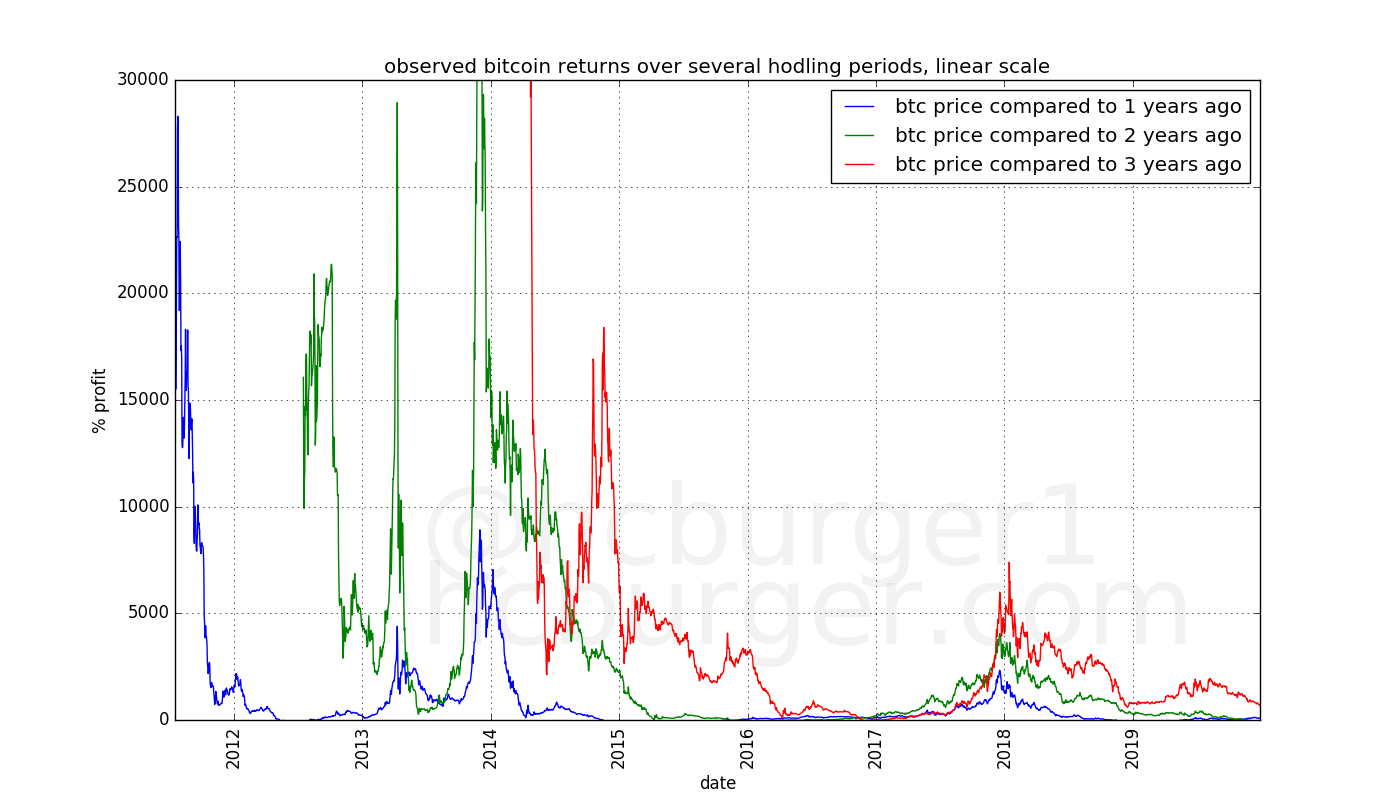 observed bitcoin returns over several hodling periods, linear scale
30000
25000
20000
15000
10000
5000
0
% profit
btc price compared to 1 years ago
btc price compared to 2 years ago
btc price compared to 3 years ago
@hcburger1
hcburger.com
2012
2013
2014
2015
2016
2017
2018
2019
date